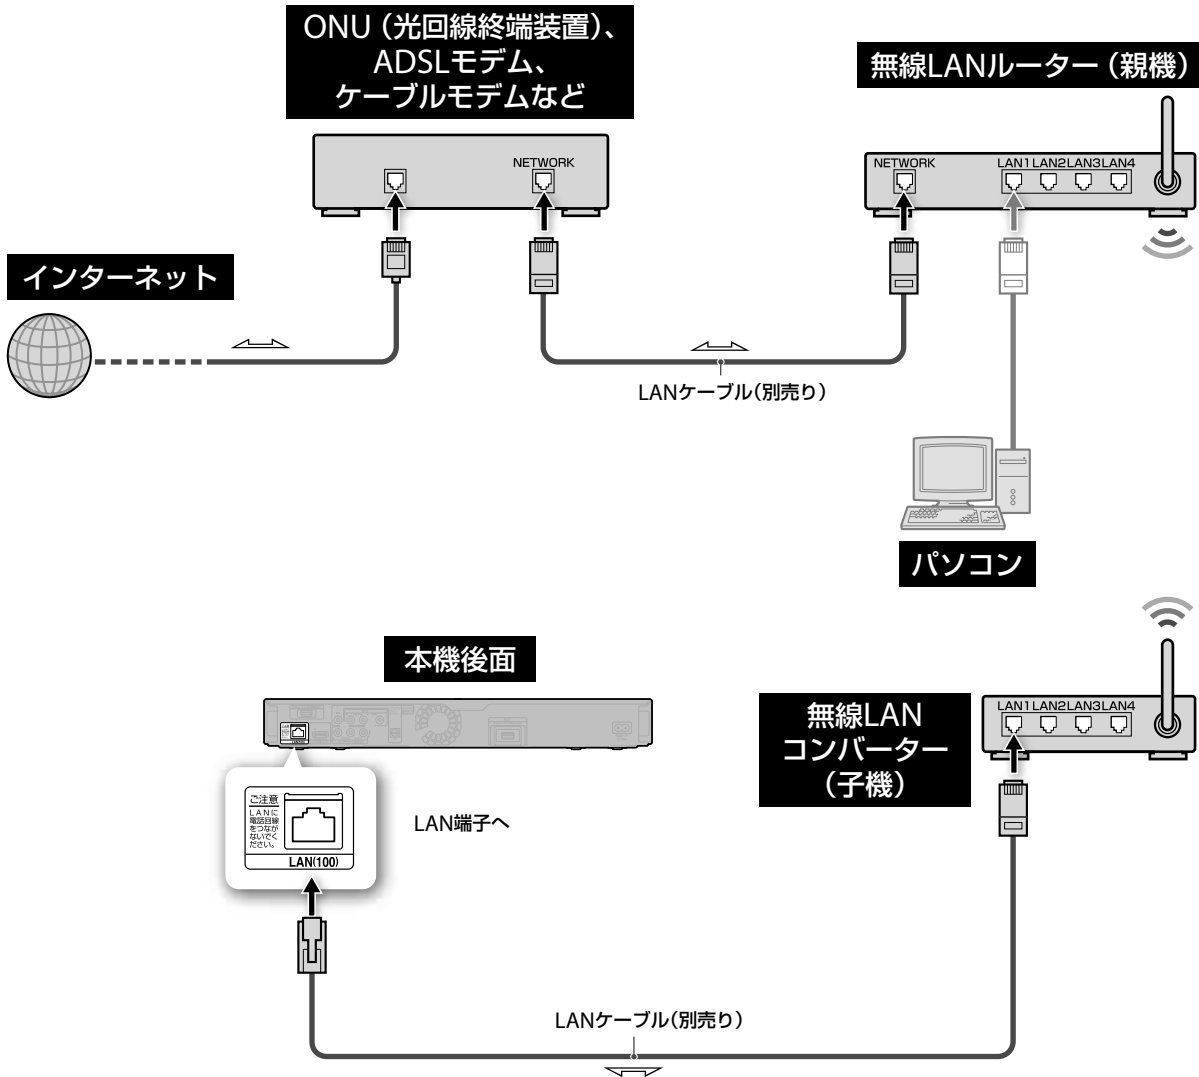 ONU（光回線終端装置）、
ADSLモデム、
ケーブルモデムなど
無線LANルーター（親機）
NETWORK
NETWORK
LAN1 LAN2 LAN3 LAN4
インターネット
LANケーブル（別売り）
パソコン
本機後面
無線LAN
コンバーター
（子機）
LAN1 LAN2 LAN3 LAN4
ご注意
LANに
電話回線
をつなが
ないでく
ださい。
LAN(100)
LAN端子へ
LANケーブル（別売り）